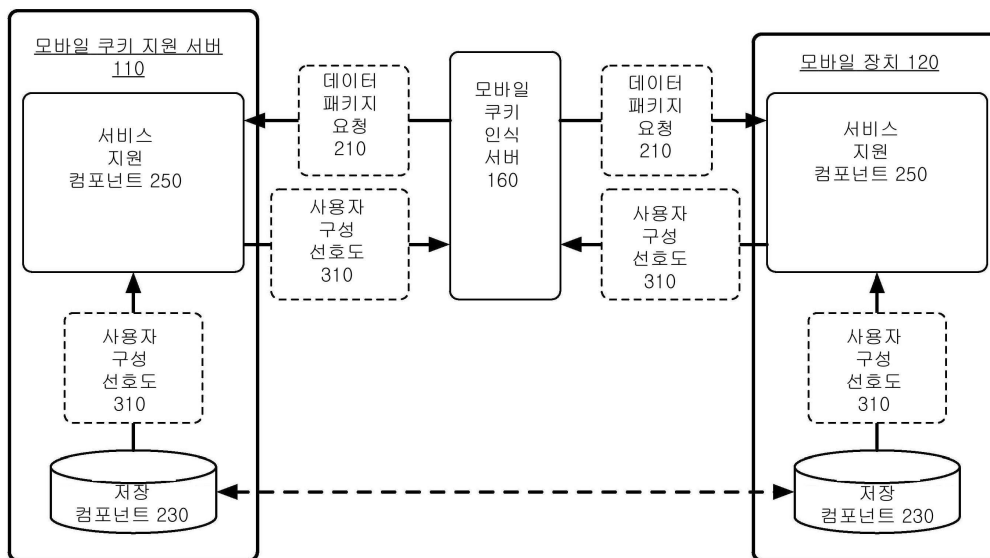 모바일 쿠키 지원 서버
110
서비스
지원
컴포넌트 250
사용자
구성
선호도
310
저장
컴포넌트 230
데이터
패키지
요청
210
사용자
구성
선호도
310
모바일
쿠키
인식
서버
160
데이터
패키지
요청
210
사용자
구성
선호도
310
모바일 장치 120
서비스
지원
컴포넌트 250
사용자
구성
선호도
310
저장
컴포넌트 230